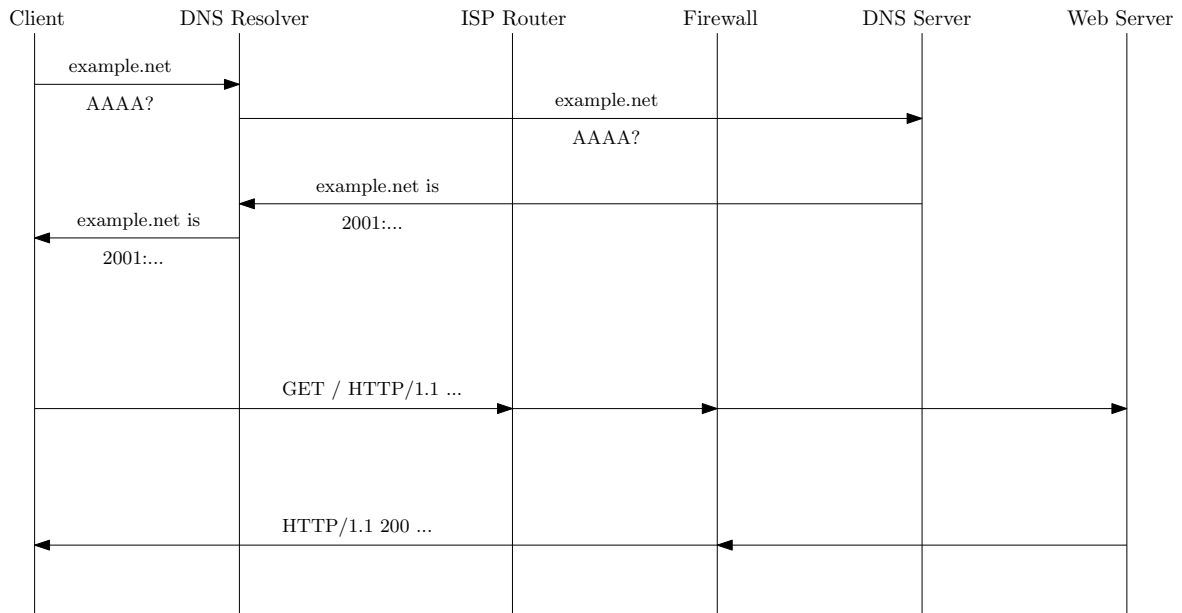 Client
DNS Resolver
ISP Router
Firewall
DNS Server
Web Server
example.net
AAAA?
example.net
AAAA?
example.net is
2001:...
example.net is
2001:...
GET / HTTP/1.1 ...
HTTP/1.1 200 ...